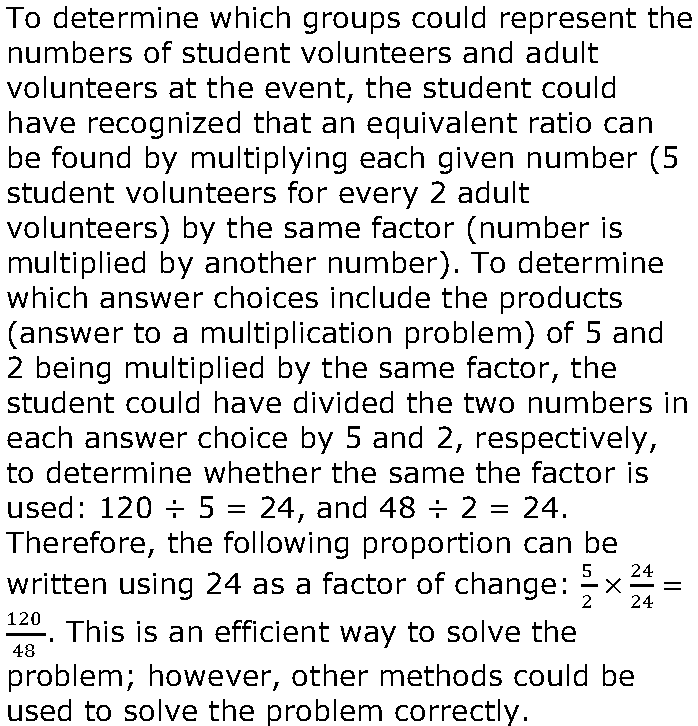 To determine which groups could represent the
numbers of student volunteers and adult
volunteers at the event, the student could
have recognized that an equivalent ratio can
be found by multiplying each given number (5
student volunteers for every 2 adult
volunteers) by the same factor (number is
multiplied by another number). To determine
which answer choices include the products
(answer to a multiplication problem) of 5 and
2 being multiplied by the same factor, the
student could have divided the two numbers in
each answer choice by 5 and 2, respectively,
to determine whether the same the factor is
used: 120 ÷ 5 = 24, and 48 ÷ 2 = 24.
Therefore, the following proportion can be
written using 24 as a factor of change: 5/2 × 24/24 =
120/48. This is an efficient way to solve the
problem; however, other methods could be
used to solve the problem correctly.